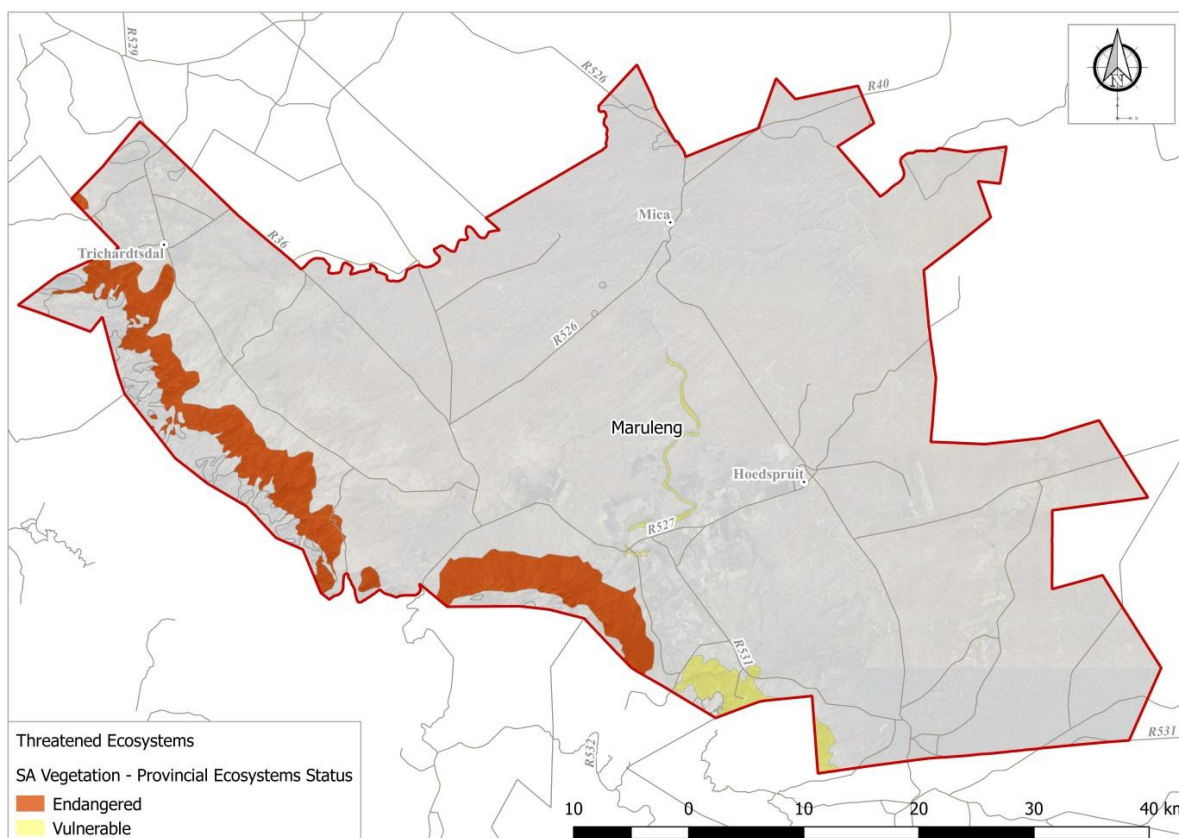 R529
R526
R40
N
Mica
Trichardtsdal
R36
R526
Maruleng
Hoedspruit
R527
R531
R532
R531
Threatened Ecosystems
SA Vegetation - Provincial Ecosystems Status
Endangered
Vulnerable
10 0 10 20 30 40 km